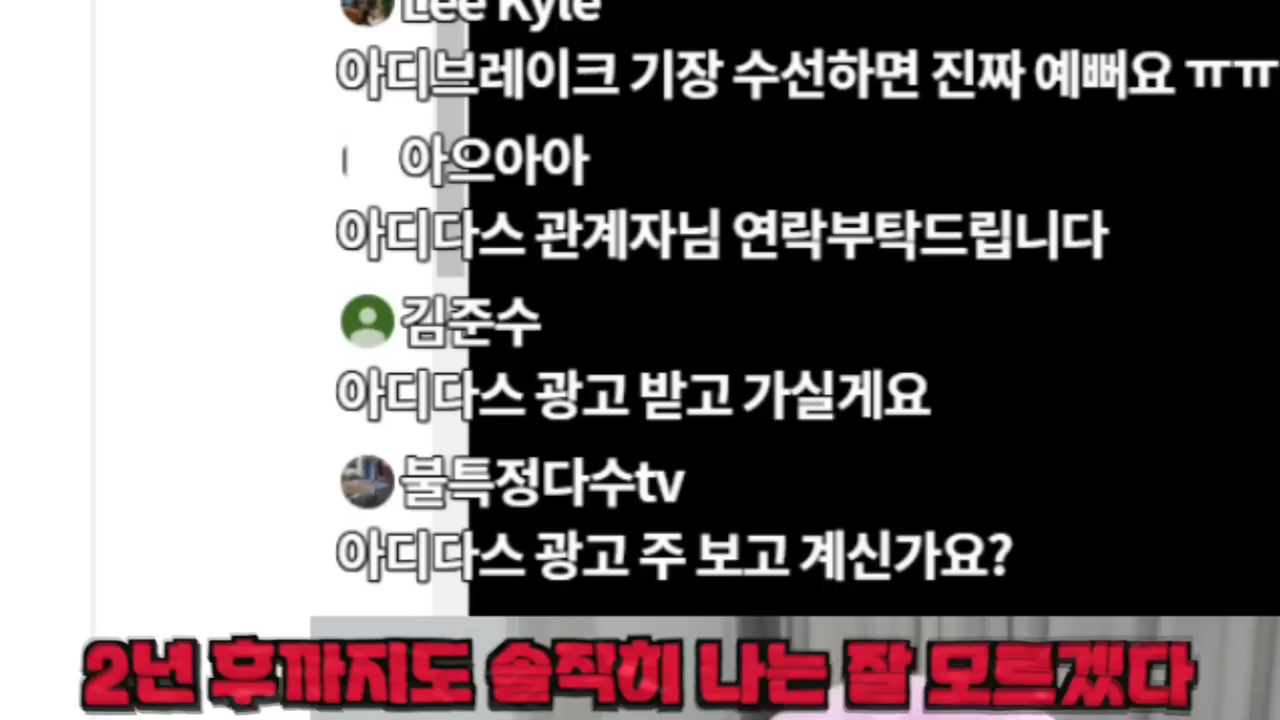 Lee Kyle
아디브레이크 기장 수선하면 진짜 예뻐요 ㅠㅠ
아으아아
아디다스 관계자님 연락부탁드립니다
김준수
아디다스 광고 받고 가실게요
불특정다수tv
아디다스 광고 주 보고 계신가요?
2년 후까지도 솔직히 나는 잘 모르겠다